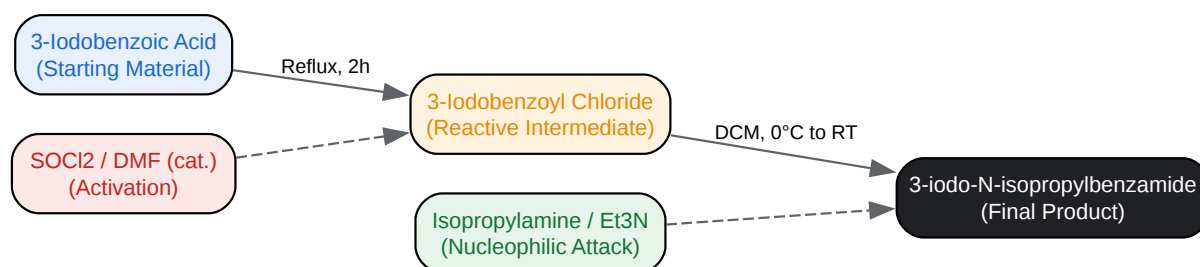 3-Iodobenzoic Acid
(Starting Material)
Reflux, 2h
SOCl2 / DMF (cat.)
(Activation)
3-Iodobenzoyl Chloride
(Reactive Intermediate)
DCM, 0°C to RT
Isopropylamine / Et3N
(Nucleophilic Attack)
3-iodo-N-isopropylbenzamide
(Final Product)